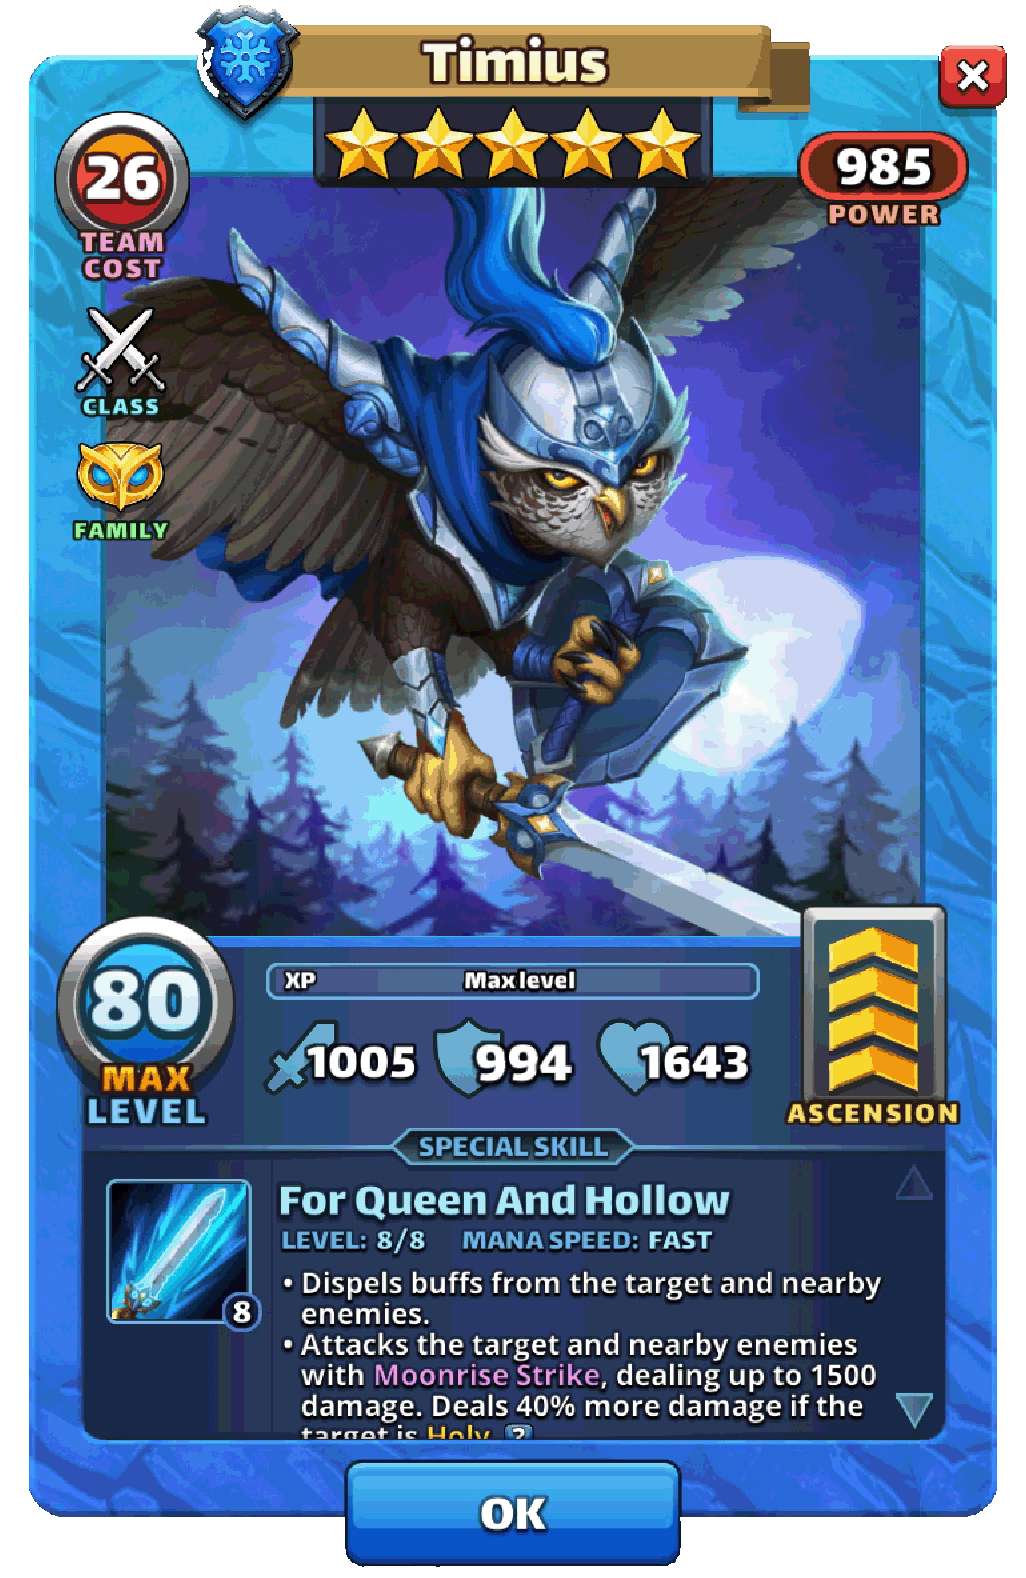 Timius
26
TEAM
COST
985
POWER
CLASS
FAMILY
80
MAX
LEVEL
XP Max level
1005 994 1643
ASCENSION
SPECIAL SKILL
For Queen And Hollow
LEVEL: 8/8 MANA SPEED: FAST
8
• Dispels buffs from the target and nearby
enemies.
• Attacks the target and nearby enemies
with Moonrise Strike, dealing up to 1500
damage. Deals 40% more damage if the
target is Holy. ?
OK